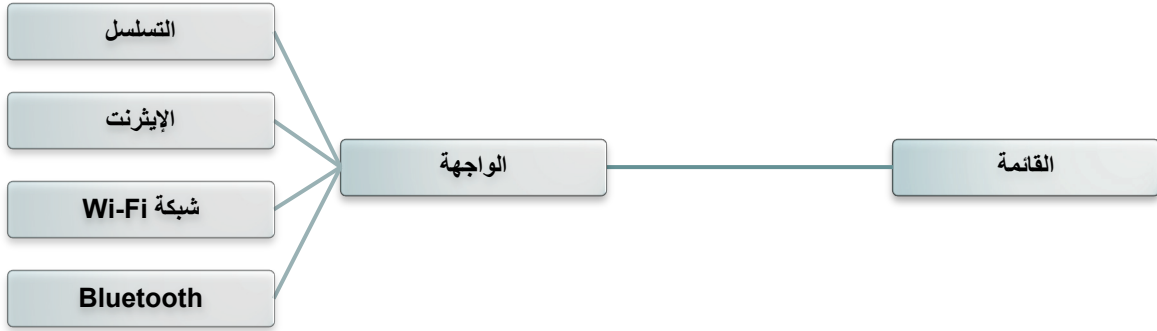 القائمة
الواجهة
التسلسل
الإيثرنت
شبكة Wi-Fi
Bluetooth